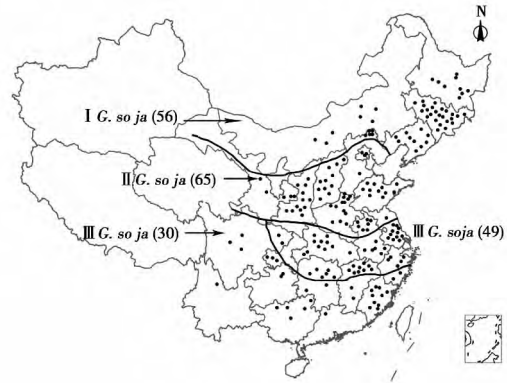 N
I G. so ja (56)
II G. so ja (65)
III G. so ja (30)
III G. soja (49)